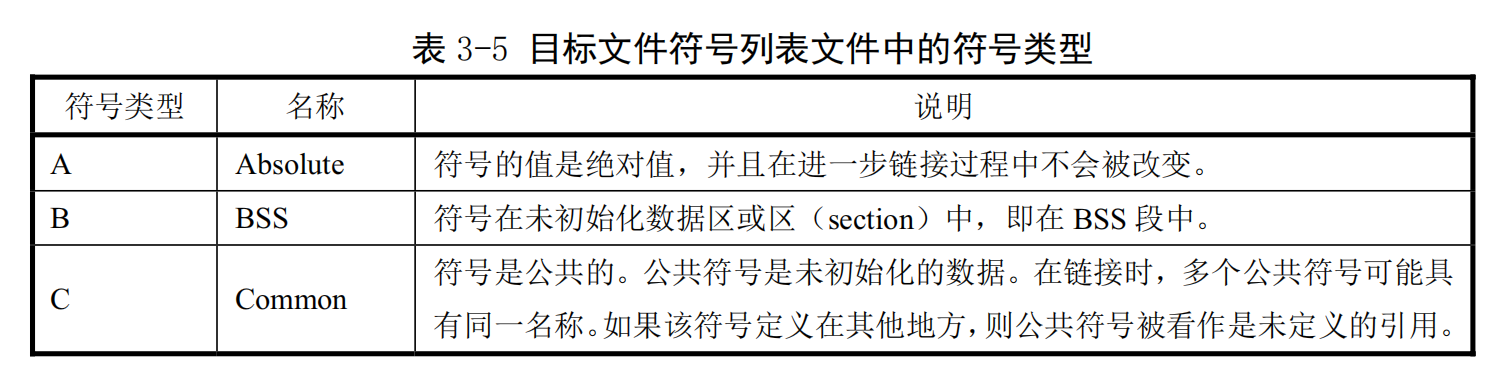 表 3-5 目标文件符号列表文件中的符号类型
符号类型 名称 说明
A Absolute 符号的值是绝对值，并且在进一步链接过程中不会被改变。
B BSS 符号在未初始化数据区或区（section）中，即在 BSS 段中。
C Common 符号是公共的。公共符号是未初始化的数据。在链接时，多个公共符号可能具
有同一名称。如果该符号定义在其他地方，则公共符号被看作是未定义的引用。